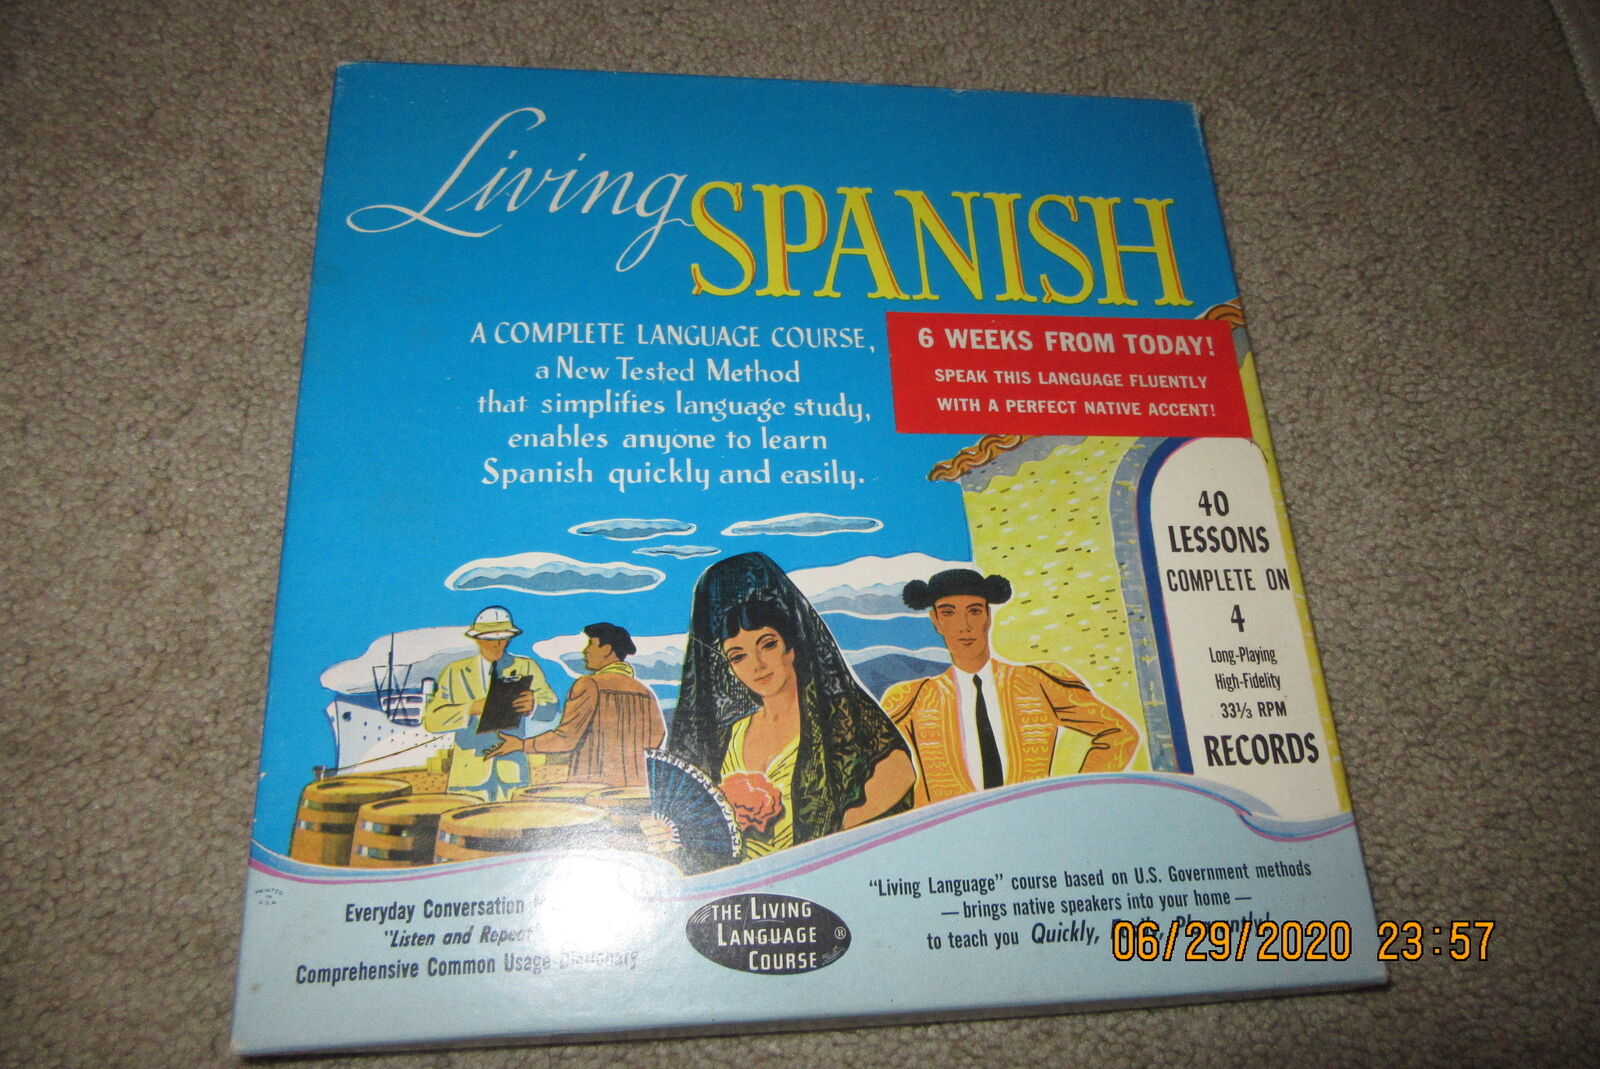 Living SPANISH
A COMPLETE LANGUAGE COURSE,
a New Tested Method
that simplifies language study,
enables anyone to learn
Spanish quickly and easily.
6 WEEKS FROM TODAY!
SPEAK THIS LANGUAGE FLUENTLY
WITH A PERFECT NATIVE ACCENT!
40
LESSONS
COMPLETE ON
4
Long-Playing
High-Fidelity
33⅓ RPM
RECORDS
PRINTED
IN
U.S.A.
Everyday Conversation
"Listen and Repeat
Comprehensive Common Usage Dictionary
THE LIVING
LANGUAGE ®
COURSE
"Living Language" course based on U.S. Government methods
—brings native speakers into your home—
to teach you Quickly,
06/29/2020 23:57